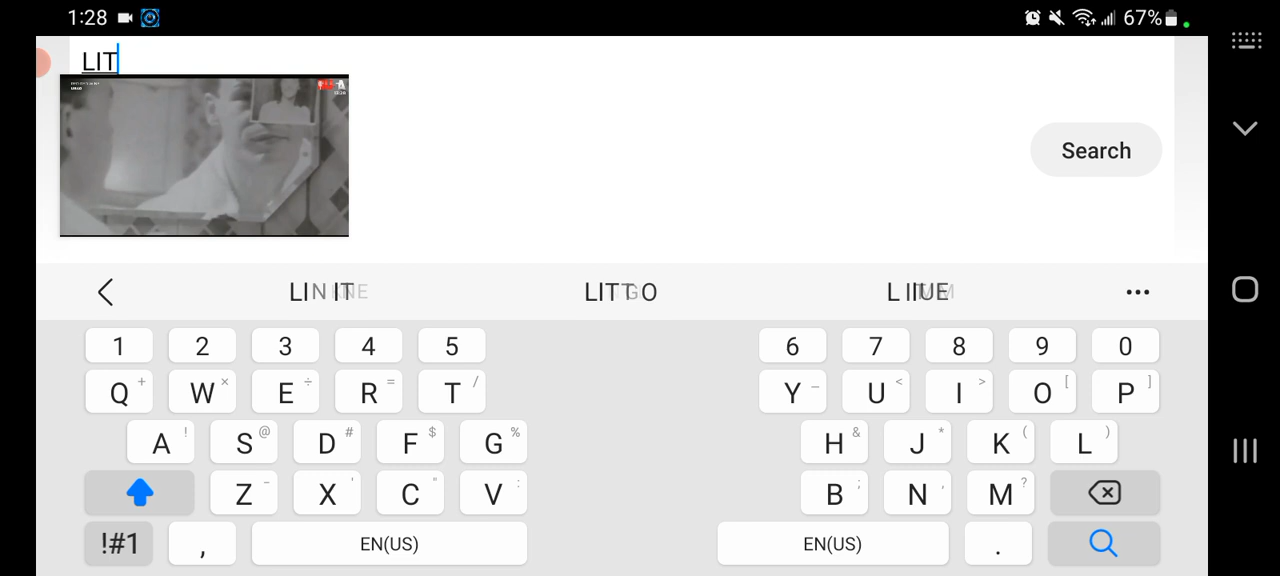 1:28 67%
LIT
Search
1 2 3 4 5 6 7 8 9 0
Q + W × E ÷ R = T / Y _ U < I > O [ P ]
A ! S @ D # F $ G % H & J * K ( L )
Z - X ' C " V : B ; N , M ?
!#1 , EN(US) EN(US) .